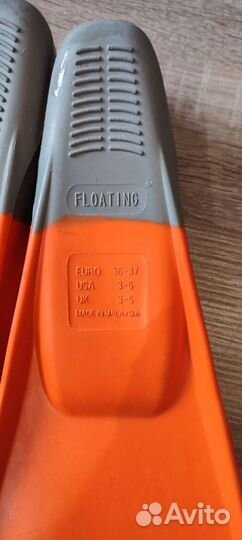 FLOATING
EURO 36-37
USA 3-5
UK 3-5
MADE IN MALAYSIA
Avito